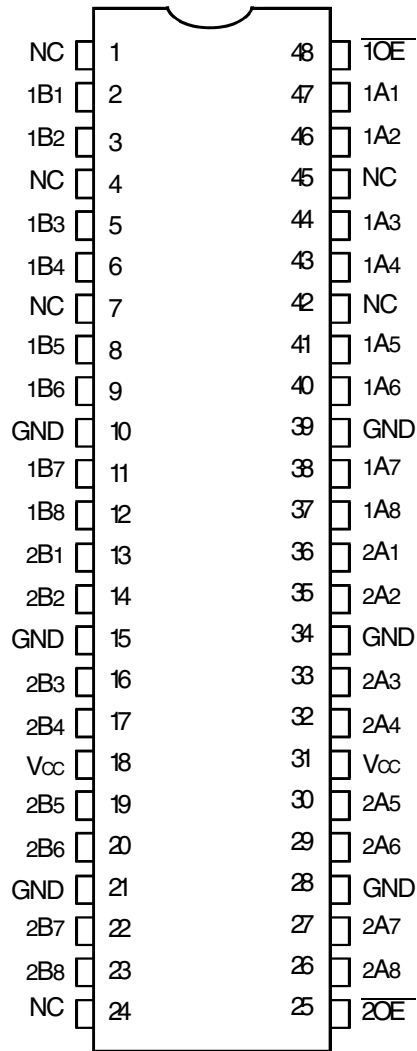 NC 1 48 1OE
1B1 2 47 1A1
1B2 3 46 1A2
NC 4 45 NC
1B3 5 44 1A3
1B4 6 43 1A4
NC 7 42 NC
1B5 8 41 1A5
1B6 9 40 1A6
GND 10 39 GND
1B7 11 38 1A7
1B8 12 37 1A8
2B1 13 36 2A1
2B2 14 35 2A2
GND 15 34 GND
2B3 16 33 2A3
2B4 17 32 2A4
VCC 18 31 VCC
2B5 19 30 2A5
2B6 20 29 2A6
GND 21 28 GND
2B7 22 27 2A7
2B8 23 26 2A8
NC 24 25 2OE